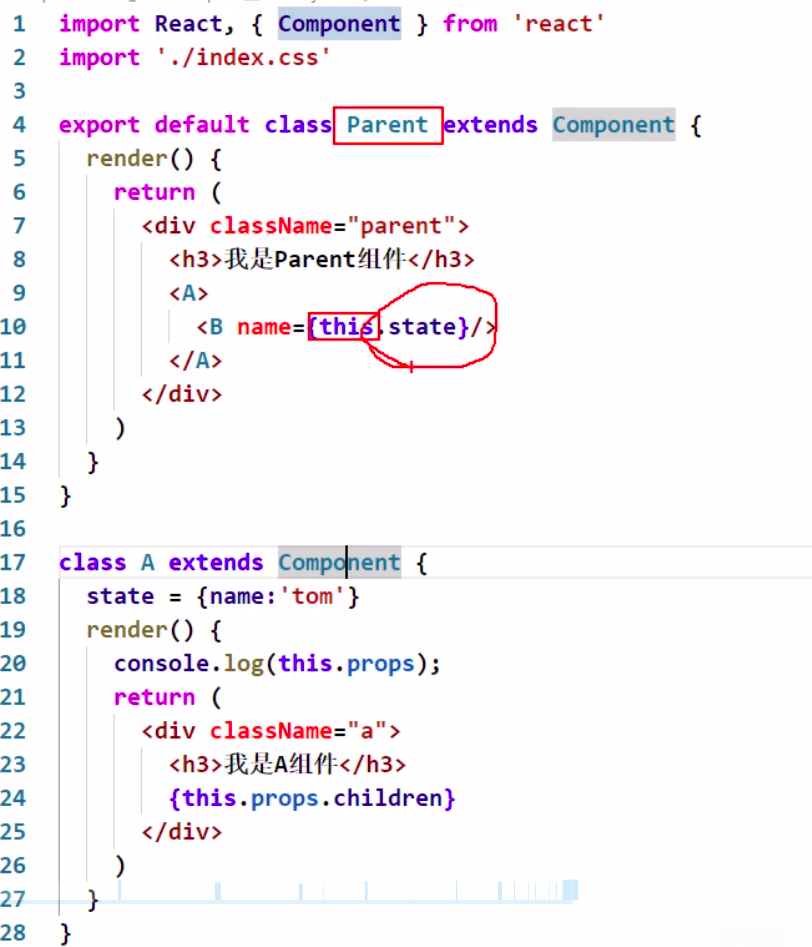 1 import React, { Component } from 'react'
2 import './index.css'
3
4 export default class Parent extends Component {
5 render() {
6 return (
7 <div className="parent">
8 <h3>我是Parent组件</h3>
9 <A>
10 <B name={this.state}/>
11 </A>
12 </div>
13 )
14 }
15 }
16
17 class A extends Component {
18 state = {name:'tom'}
19 render() {
20 console.log(this.props);
21 return (
22 <div className="a">
23 <h3>我是A组件</h3>
24 {this.props.children}
25 </div>
26 )
27 }
28 }